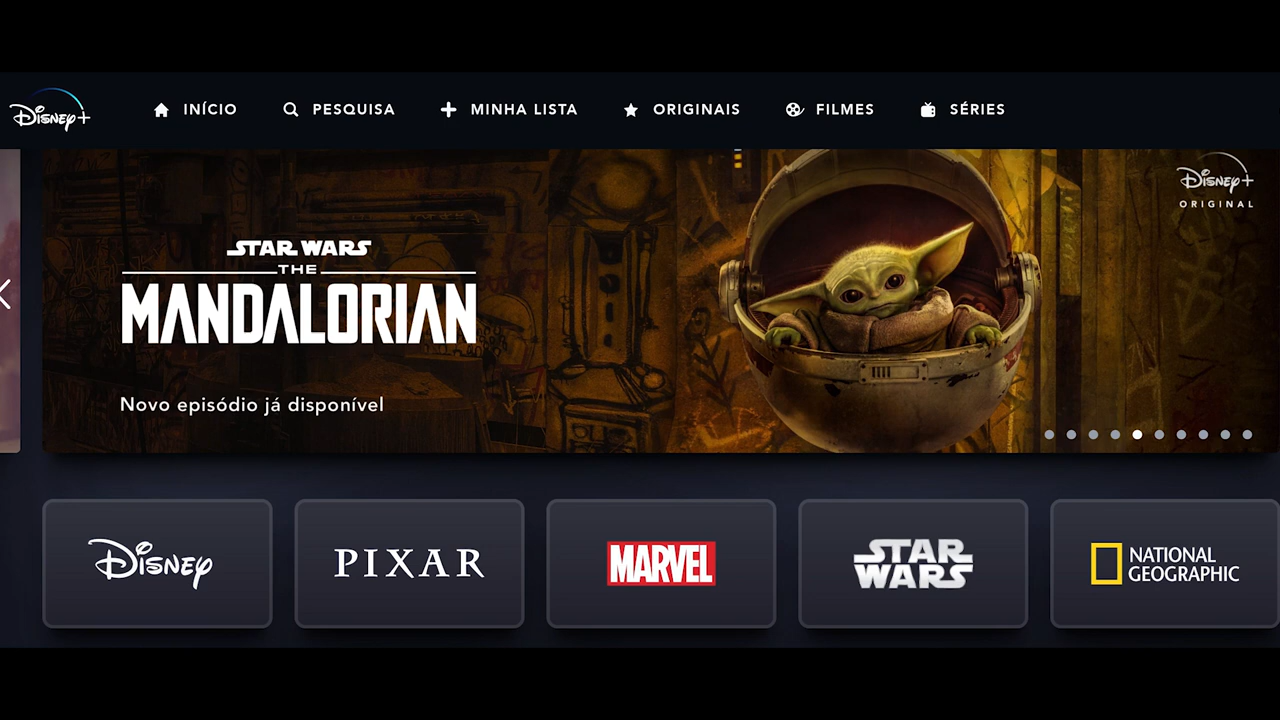 Disney+
INÍCIO
PESQUISA
MINHA LISTA
ORIGINAIS
FILMES
SÉRIES
Disney+
ORIGINAL
STAR WARS
THE
MANDALORIAN
Novo episódio já disponível
Disney
PIXAR
MARVEL
STAR
WARS
NATIONAL
GEOGRAPHIC